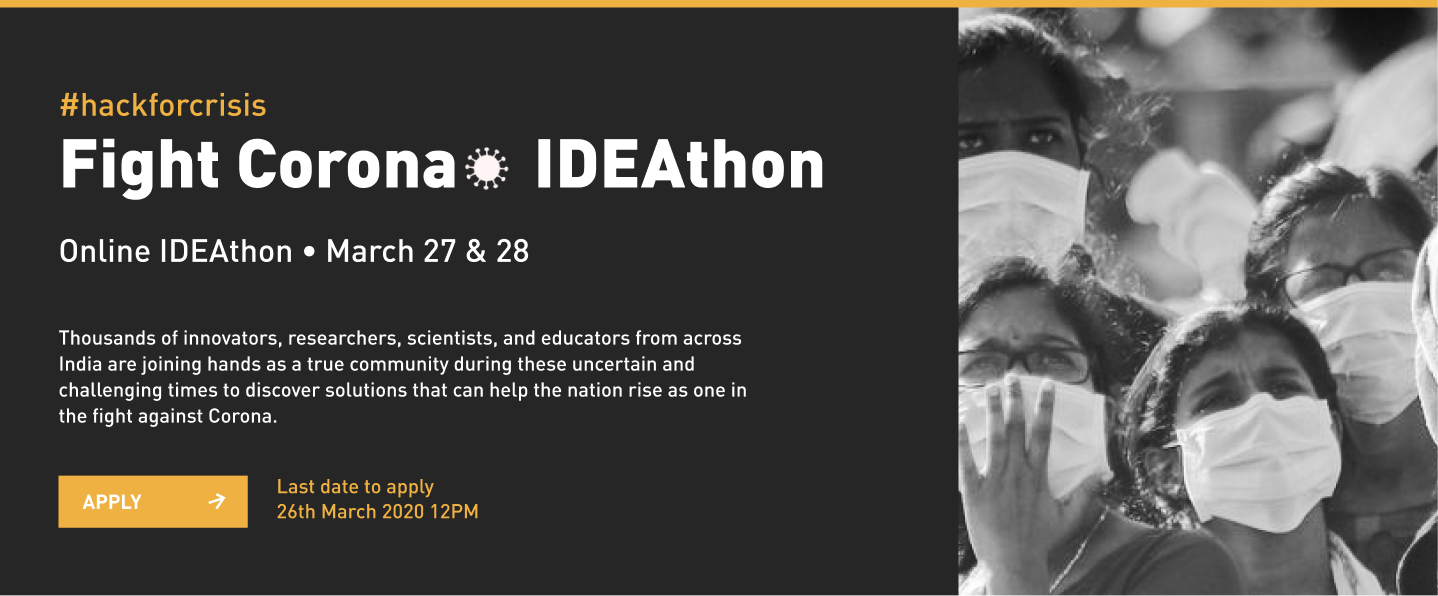 #hackforcrisis
Fight Corona IDEAthon
Online IDEAthon • March 27 & 28
Thousands of innovators, researchers, scientists, and educators from across
India are joining hands as a true community during these uncertain and
challenging times to discover solutions that can help the nation rise as one in
the fight against Corona.
APPLY →
Last date to apply
26th March 2020 12PM